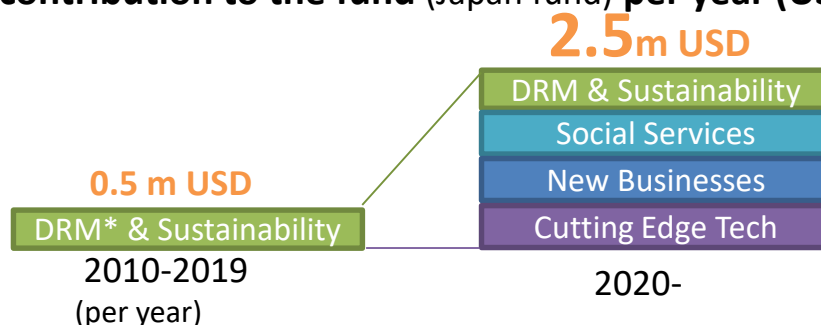 contribution to the fund (Japan fund) per year
2.5m USD
DRM & Sustainability
Social Services
0.5 m USD
New Businesses
DRM* & Sustainability
Cutting Edge Tech
2010-2019
2020-
(per year)